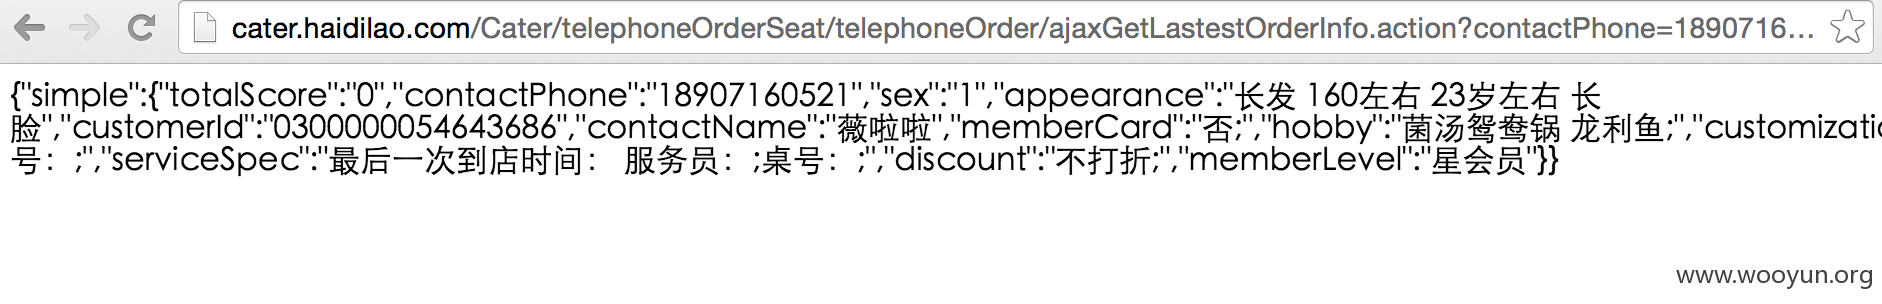 cater.haidilao.com/Cater/telephoneOrderSeat/telephoneOrder/ajaxGetLastestOrderInfo.action?contactPhone=1890716...
{"simple":{"totalScore":"0","contactPhone":"18907160521","sex":"1","appearance":"长发 160左右 23岁左右 长
脸","customerId":"0300000054643686","contactName":"薇啦啦","memberCard":"否;","hobby":"菌汤鸳鸯锅 龙利鱼;","customizatio
号： ;","serviceSpec":"最后一次到店时间： 服务员： ;桌号： ;","discount":"不打折;","memberLevel":"星会员"}}
www.wooyun.org